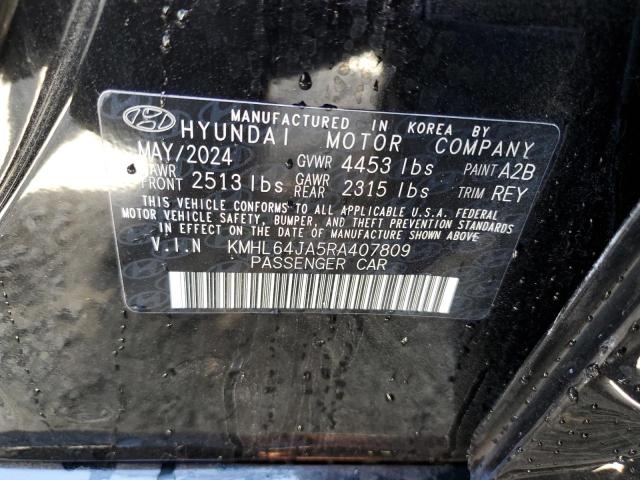 MANUFACTURED IN KOREA BY
HYUNDAI MOTOR COMPANY
MAY/2024 GVWR 4453 lbs PAINT A2B
GAWR FRONT 2513 lbs GAWR REAR 2315 lbs TRIM REY
THIS VEHICLE CONFORMS TO ALL APPLICABLE U.S.A. FEDERAL
MOTOR VEHICLE SAFETY, BUMPER, AND THEFT PREVENTION STANDARDS
IN EFFECT ON THE DATE OF MANUFACTURE SHOWN ABOVE.
V.I.N KMHL64JA5RA407809
PASSENGER CAR